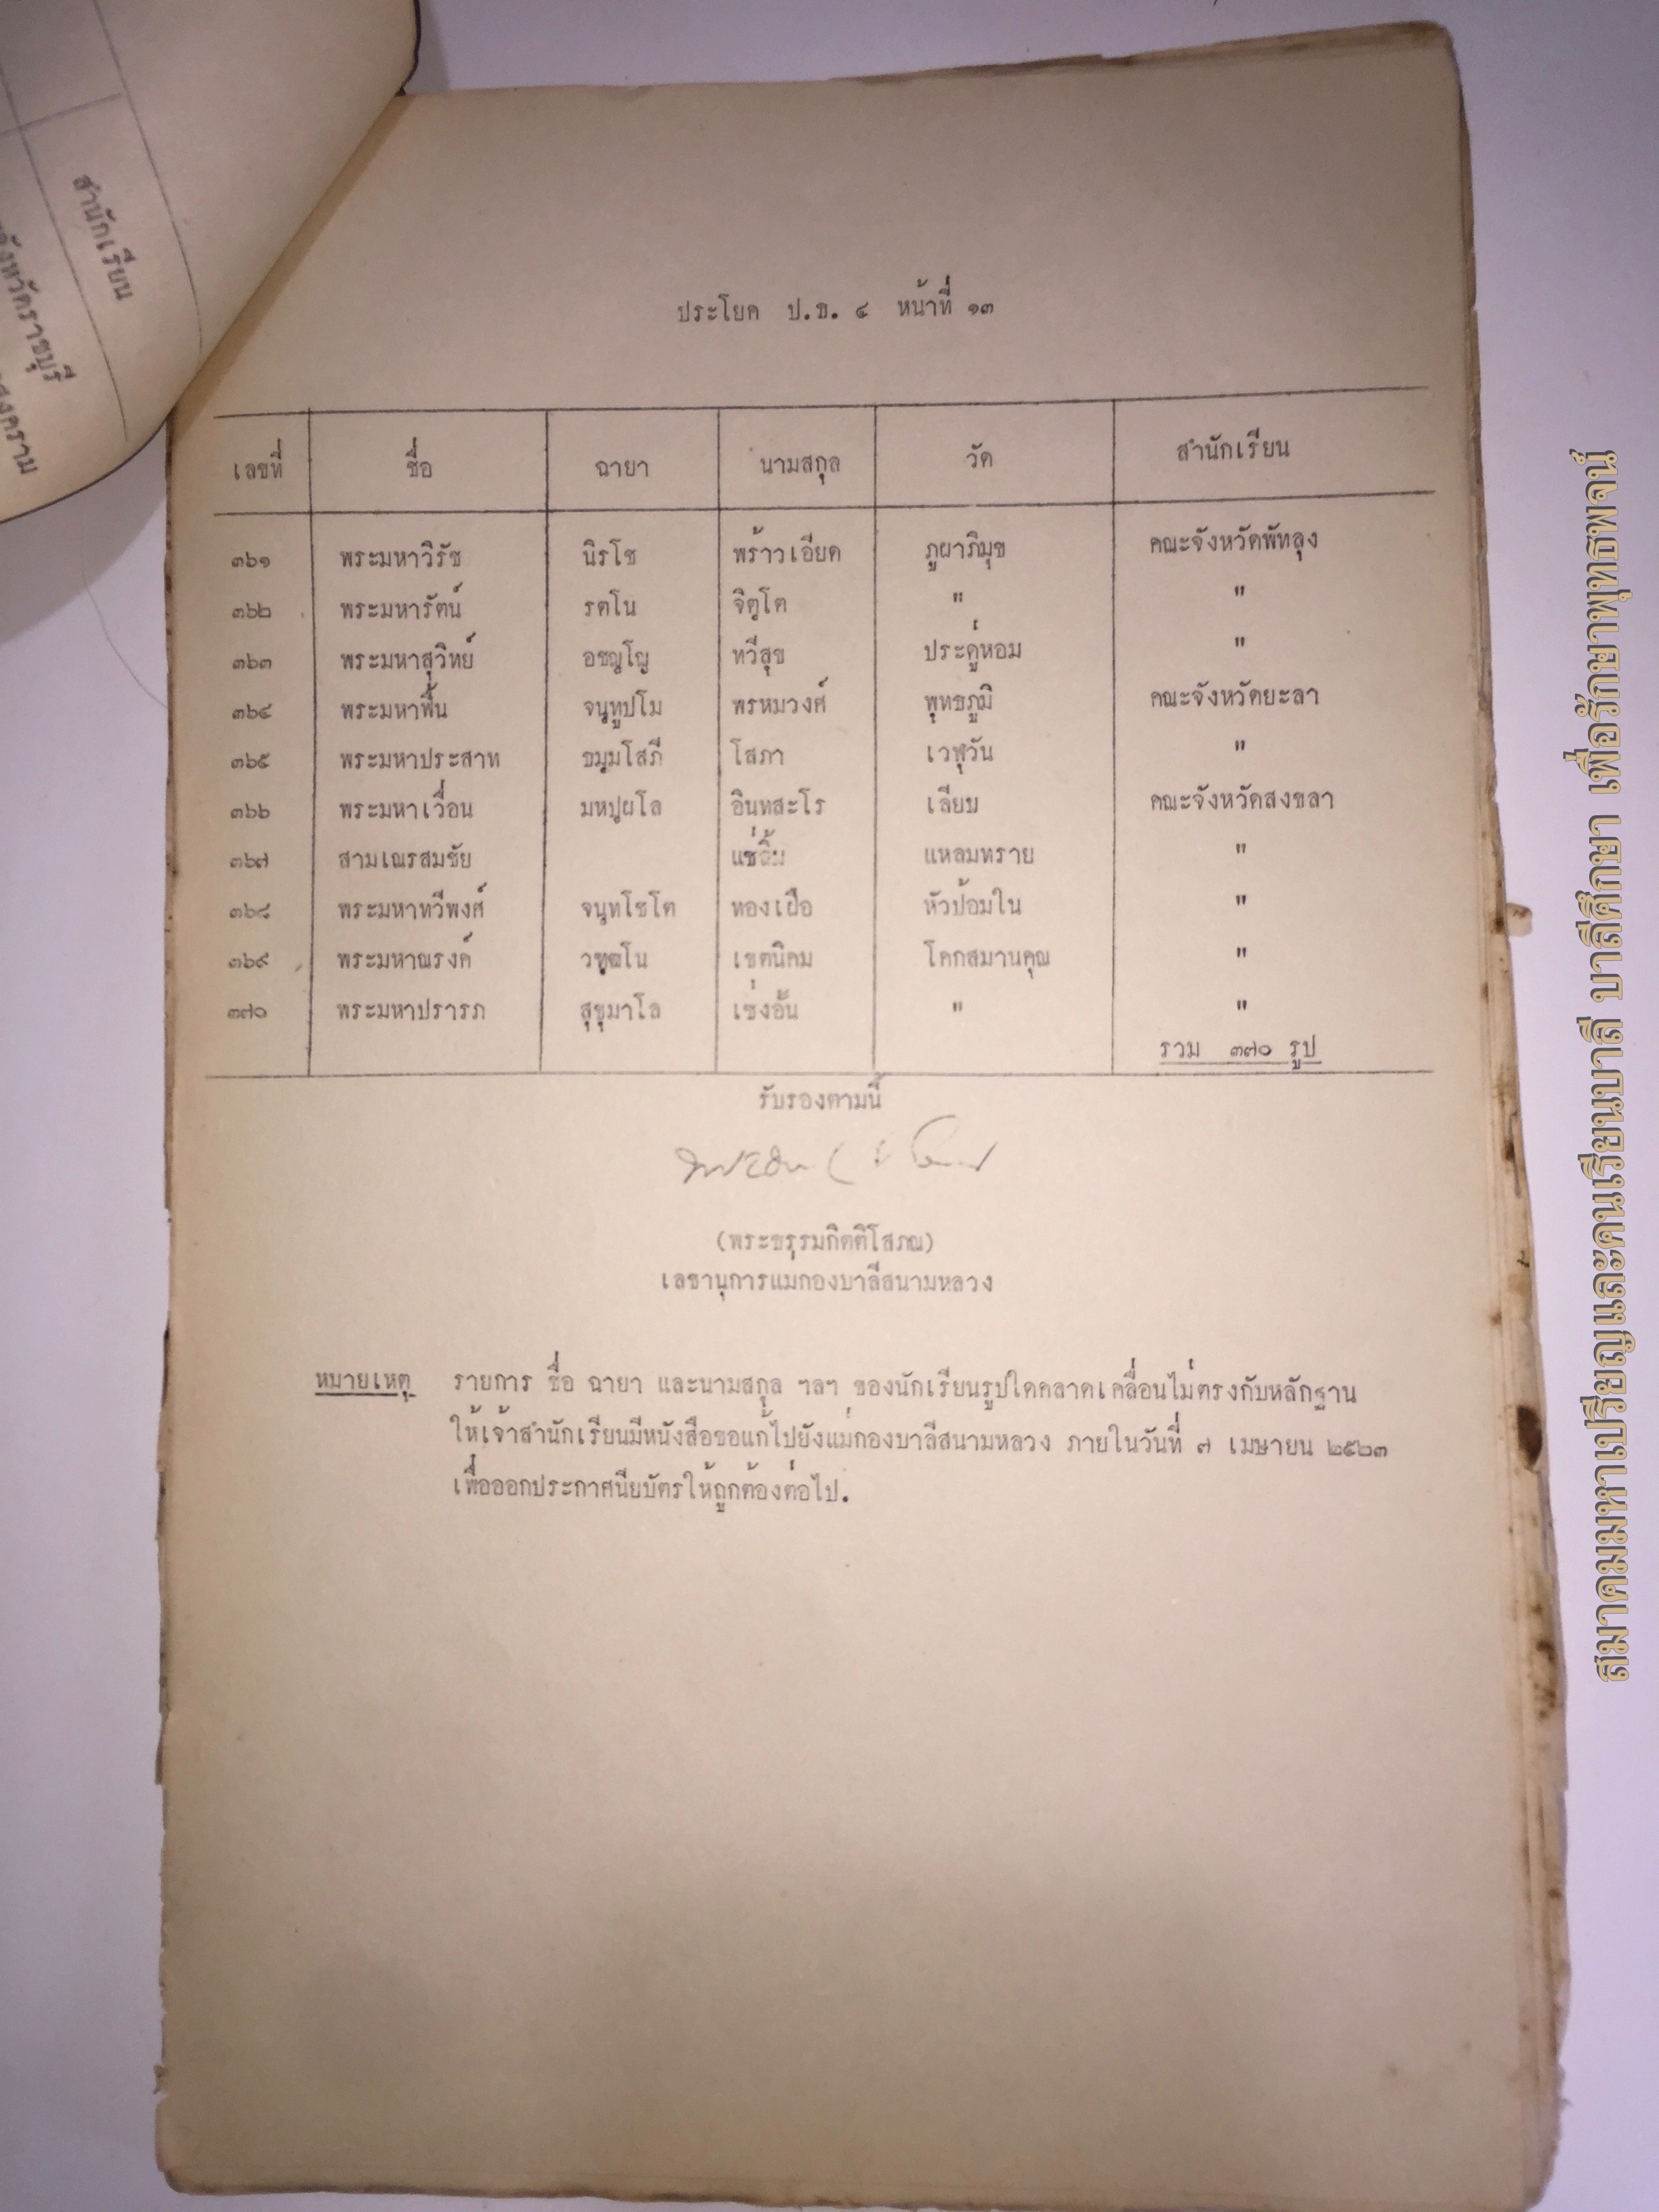 สำนักเรียน
จังหวัดราชบุรี
สงคราม
ประโยค ป.ธ. ๔ หน้าที่ ๑๓
เลขที่ ชื่อ ฉายา นามสกุล วัด สำนักเรียน
๓๖๑ พระมหาวิรัช นิรโช พร้าวเอียด ภูผาภิมุข คณะจังหวัดพัทลุง
๓๖๒ พระมหารัตน์ รตโน จิตฺโต " "
๓๖๓ พระมหาสุวิทย์ อชญฺโญ ทวีสุข ประดู่หอม "
๓๖๔ พระมหาพื้น จนฺทูปโม พรหมวงศ์ พุทธภูมิ คณะจังหวัดยะลา
๓๖๕ พระมหาประสาท ธมฺมโสภี โสภา เวฬุวัน "
๓๖๖ พระมหาเวื่อน มหปฺผโล อินทสะโร เลียบ คณะจังหวัดสงขลา
๓๖๗ สามเณรสมชัย แซ่ลิ้ม แหลมทราย "
๓๖๘ พระมหาทวีพงศ์ จนฺทโชโต ทองเฝือ หัวป้อมใน "
๓๖๙ พระมหาณรงค์ วฑฺฒโน เขตนิคม โคกสมานคุณ "
๓๗๐ พระมหาปรารภ สุขุมาโล เซ่งอั้น " "
รวม ๓๗๐ รูป
รับรองตามนี้
(พระธรรมกิตติโสภณ)
เลขานุการแม่กองบาลีสนามหลวง
หมายเหตุ รายการ ชื่อ ฉายา และนามสกุล ฯลฯ ของนักเรียนรูปใดคลาดเคลื่อนไม่ตรงกับหลักฐาน
ให้เจ้าสำนักเรียนมีหนังสือขอแก้ไปยังแม่กองบาลีสนามหลวง ภายในวันที่ ๗ เมษายน ๒๕๒๓
เพื่อออกประกาศนียบัตรให้ถูกต้องต่อไป.
สมาคมมหาเปรียญและคนเรียนบาลี บาลีศึกษา เพื่อรักษาพุทธพจน์